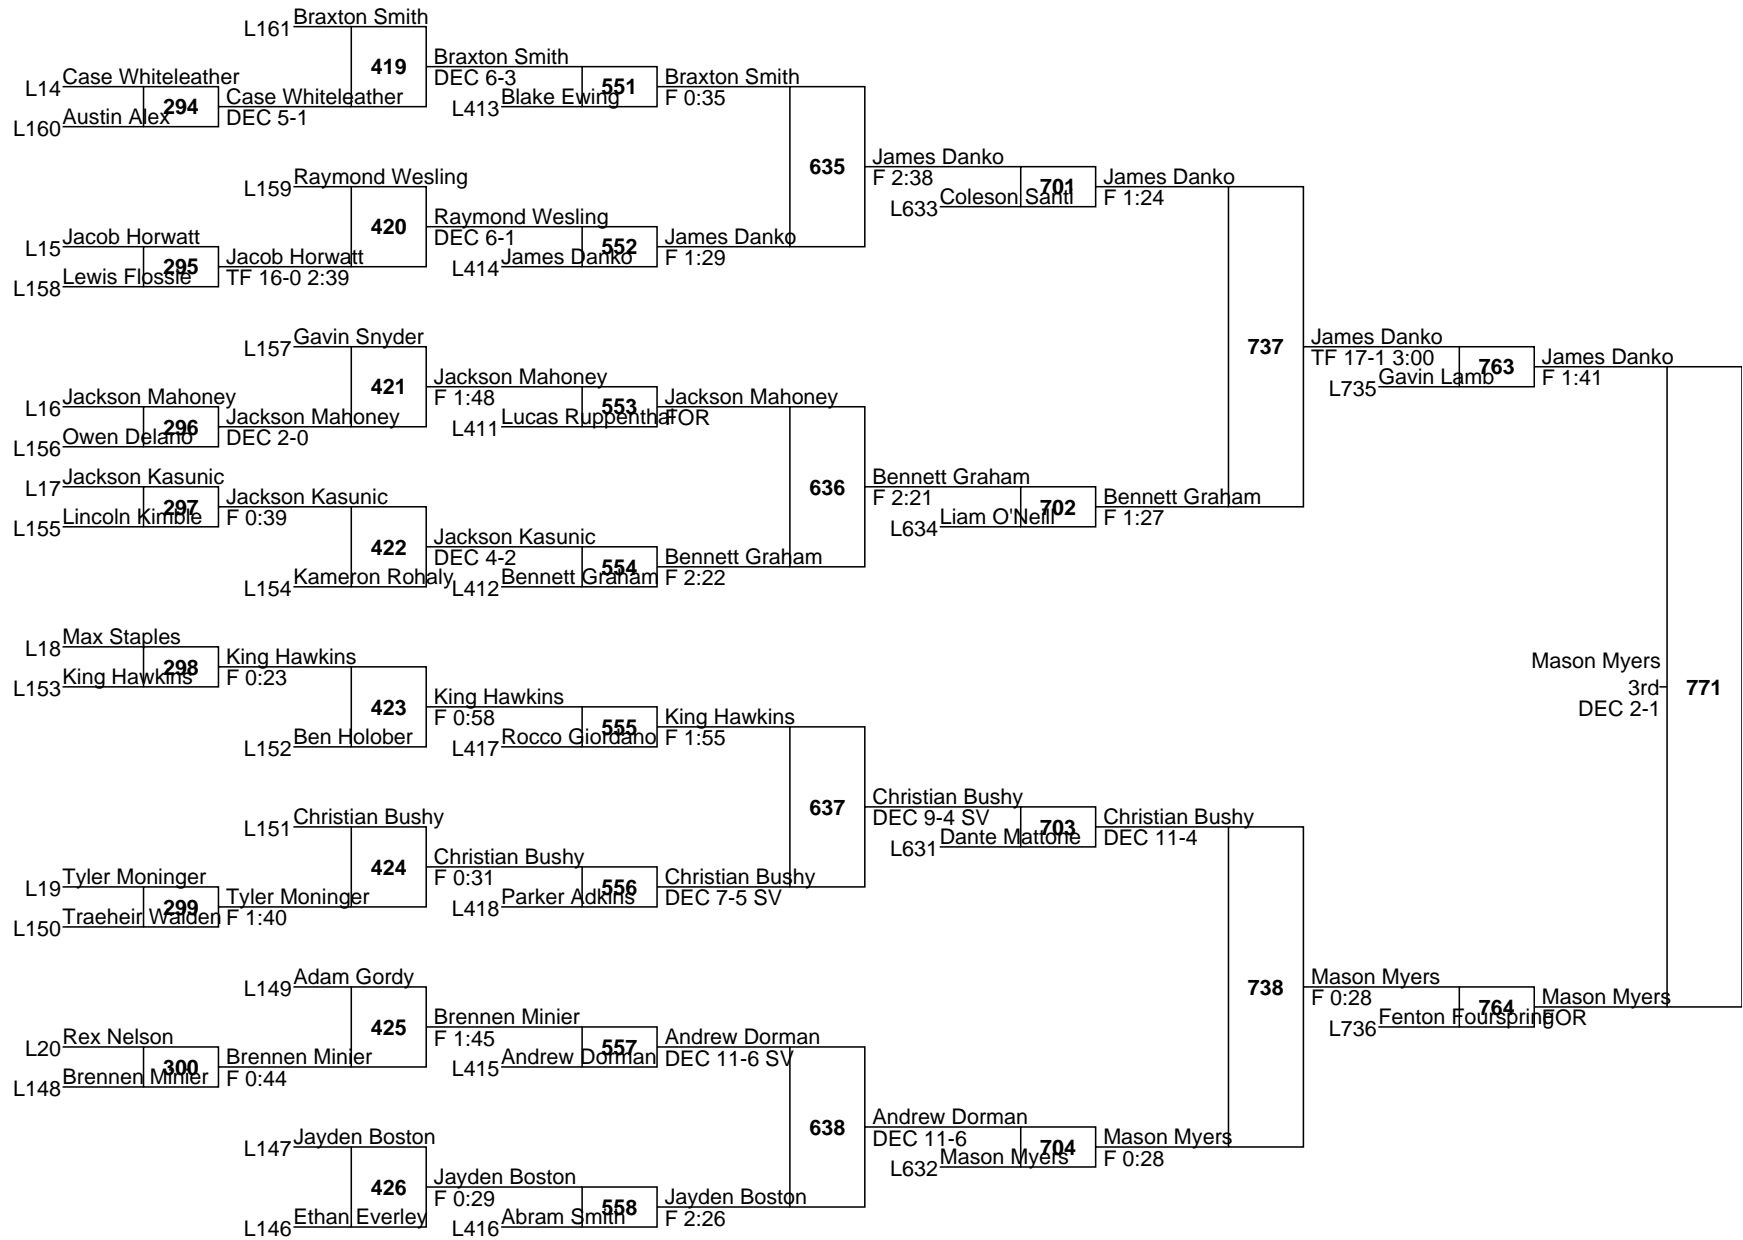 L161 Braxton Smith
419
Braxton Smith
DEC 6-3
L14 Case Whiteleather
294
L160 Austin Alex
Case Whiteleather
DEC 5-1
L413 Blake Ewing
551
Braxton Smith
F 0:35
L159 Raymond Wesling
420
Raymond Wesling
DEC 6-1
L15 Jacob Horwatt
295
L158 Lewis Flossie
Jacob Horwatt
TF 16-0 2:39
L414 James Danko
552
James Danko
F 1:29
635
James Danko
F 2:38
L633 Coleson Santi
701
James Danko
F 1:24
L157 Gavin Snyder
421
Jackson Mahoney
F 1:48
L16 Jackson Mahoney
296
L156 Owen Delano
Jackson Mahoney
DEC 2-0
L411 Lucas Ruppenthal
553
Jackson Mahoney
FOR
L17 Jackson Kasunic
297
L155 Lincoln Kimble
Jackson Kasunic
F 0:39
422
L154 Kameron Rohaly
Jackson Kasunic
DEC 4-2
L412 Bennett Graham
554
Bennett Graham
F 2:22
636
Bennett Graham
F 2:21
L634 Liam O'Neill
702
Bennett Graham
F 1:27
737
James Danko
TF 17-1 3:00
L735 Gavin Lamb
763
James Danko
F 1:41
L18 Max Staples
298
L153 King Hawkins
King Hawkins
F 0:23
423
L152 Ben Holober
King Hawkins
F 0:58
L417 Rocco Giordano
555
King Hawkins
F 1:55
L151 Christian Bushy
424
L19 Tyler Moninger
299
L150 Traeheir Walden
Tyler Moninger
F 1:40
Christian Bushy
F 0:31
L418 Parker Adkins
556
Christian Bushy
DEC 7-5 SV
637
Christian Bushy
DEC 9-4 SV
L631 Dante Mattone
703
Christian Bushy
DEC 11-4
L149 Adam Gordy
425
L20 Rex Nelson
300
L148 Brennen Minier
Brennen Minier
F 0:44
Brennen Minier
F 1:45
L415 Andrew Dorman
557
Andrew Dorman
DEC 11-6 SV
L147 Jayden Boston
426
L146 Ethan Everley
Jayden Boston
F 0:29
L416 Abram Smith
558
Jayden Boston
F 2:26
638
Andrew Dorman
DEC 11-6
L632 Mason Myers
704
Mason Myers
F 0:28
738
Mason Myers
F 0:28
L736 Fenton Fourspring
764
Mason Myers
FOR
Mason Myers
3rd
DEC 2-1
771